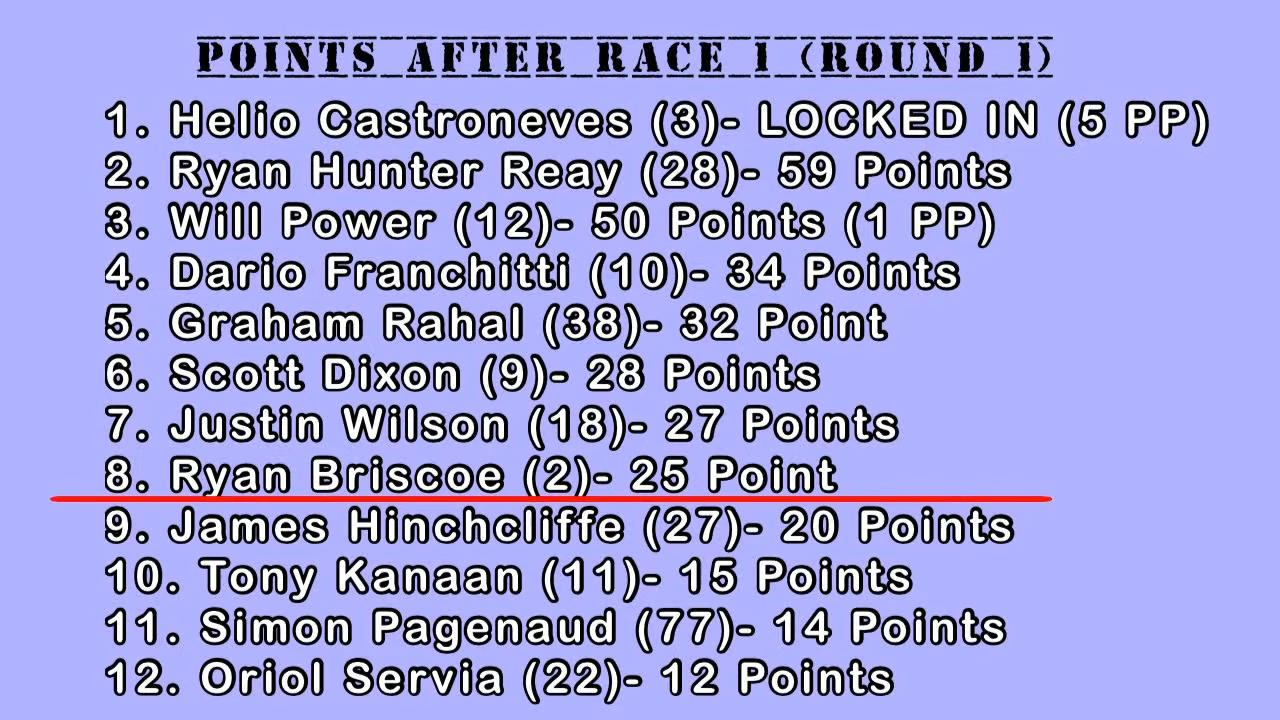 POINTS AFTER RACE 1 (ROUND 1)
1. Helio Castroneves (3)- LOCKED IN (5 PP)
2. Ryan Hunter Reay (28)- 59 Points
3. Will Power (12)- 50 Points (1 PP)
4. Dario Franchitti (10)- 34 Points
5. Graham Rahal (38)- 32 Point
6. Scott Dixon (9)- 28 Points
7. Justin Wilson (18)- 27 Points
8. Ryan Briscoe (2)- 25 Point
9. James Hinchcliffe (27)- 20 Points
10. Tony Kanaan (11)- 15 Points
11. Simon Pagenaud (77)- 14 Points
12. Oriol Servia (22)- 12 Points